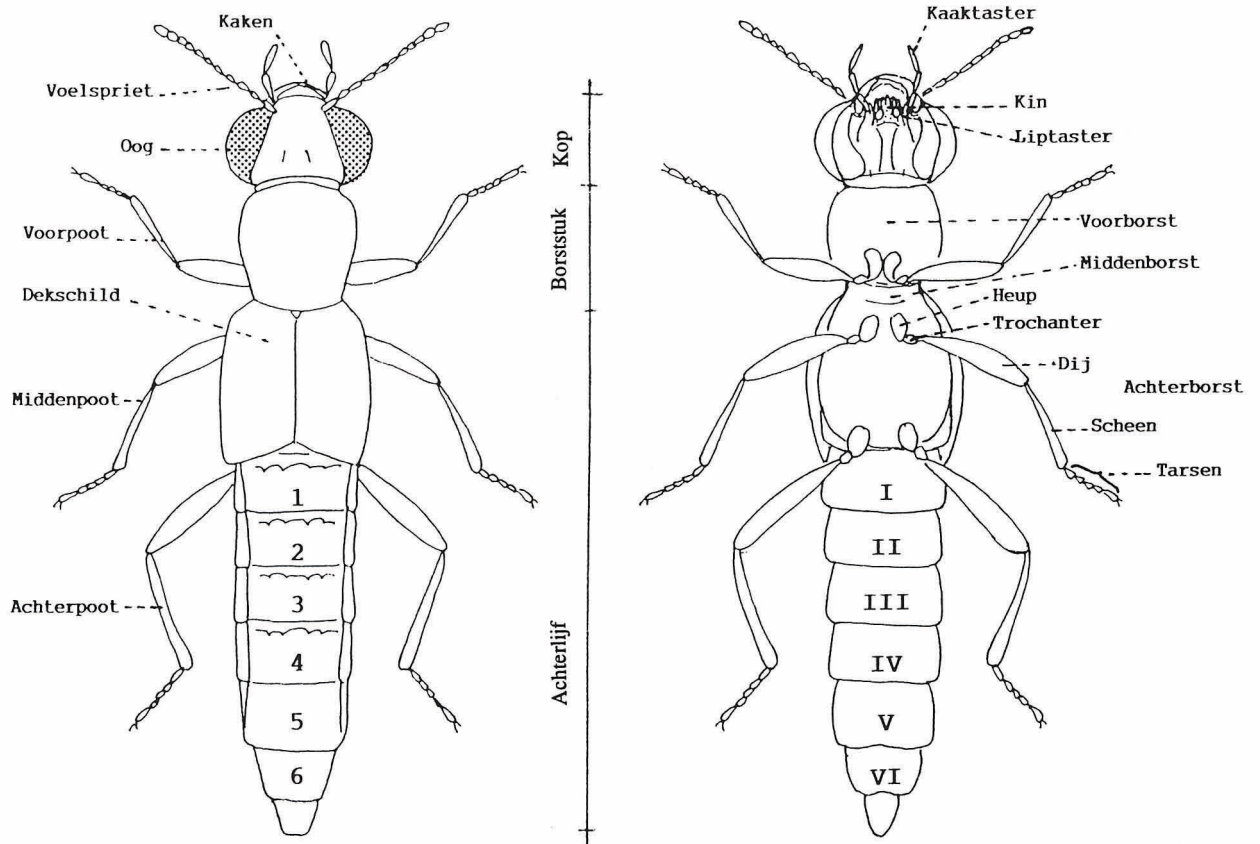 Kaken
Voelspriet
Oog
Voorpoot
Dekschild
Middenpoot
Achterpoot
1
2
3
4
5
6
Kop
Borststuk
Achterlijf
Kaaktaster
Kin
Liptaster
Voorborst
Middenborst
Heup
Trochanter
Dij
Achterborst
Scheen
Tarsen
I
II
III
IV
V
VI